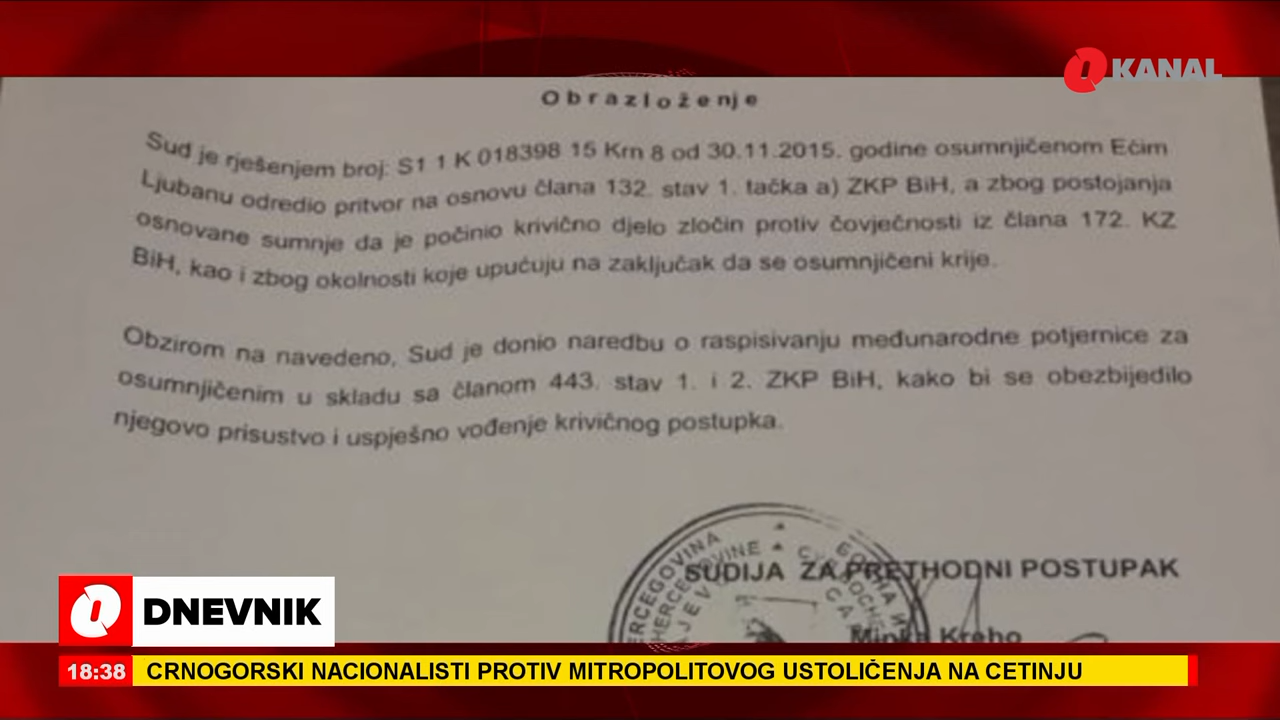 KANAL
Obrazloženje
Sud je rješenjem broj: S1 1 K 018398 15 Krn 8 od 30.11.2015. godine osumnjičenom Ećim
Ljubanu odredio pritvor na osnovu člana 132. stav 1. tačka a) ZKP BiH, a zbog postojanja
osnovane sumnje da je počinio krivično djelo zločin protiv čovječnosti iz člana 172. KZ
BiH, kao i zbog okolnosti koje upućuju na zaključak da se osumnjičeni krije.
Obzirom na navedeno, Sud je donio naredbu o raspisivanju međunarodne potjernice za
osumnjičenim u skladu sa članom 443. stav 1. i 2. ZKP BiH, kako bi se obezbijedilo
njegovo prisustvo i uspješno vođenje krivičnog postupka.
SUDIJA ZA PRETHODNI POSTUPAK
Kreho
DNEVNIK
18:38 CRNOGORSKI NACIONALISTI PROTIV MITROPOLITOVOG USTOLIČENJA NA CETINJU